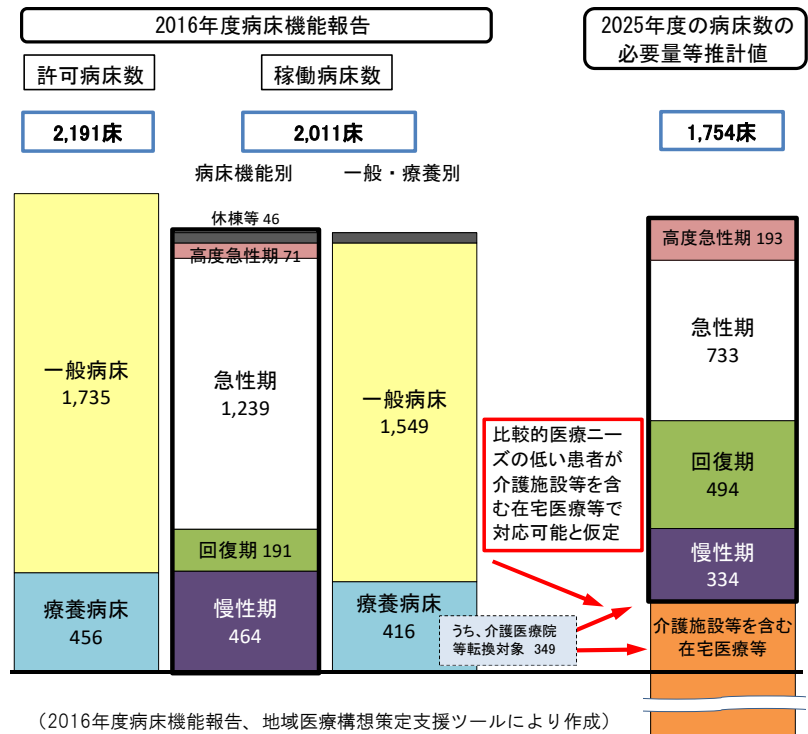 2016年度病床機能報告
2025年度の病床数の
必要量等推計値
許可病床数
稼働病床数
2,191床
2,011床
1,754床
病床機能別
一般・療養別
休棟等 46
高度急性期 71
急性期
1,239
回復期 191
慢性期
464
一般病床
1,735
療養病床
456
一般病床
1,549
療養病床
416
比較的医療ニー
ズの低い患者が
介護施設等を含
む在宅医療等で
対応可能と仮定
うち、介護医療院
等転換対象 349
高度急性期 193
急性期
733
回復期
494
慢性期
334
介護施設等を含む
在宅医療等
（2016年度病床機能報告、地域医療構想策定支援ツールにより作成）